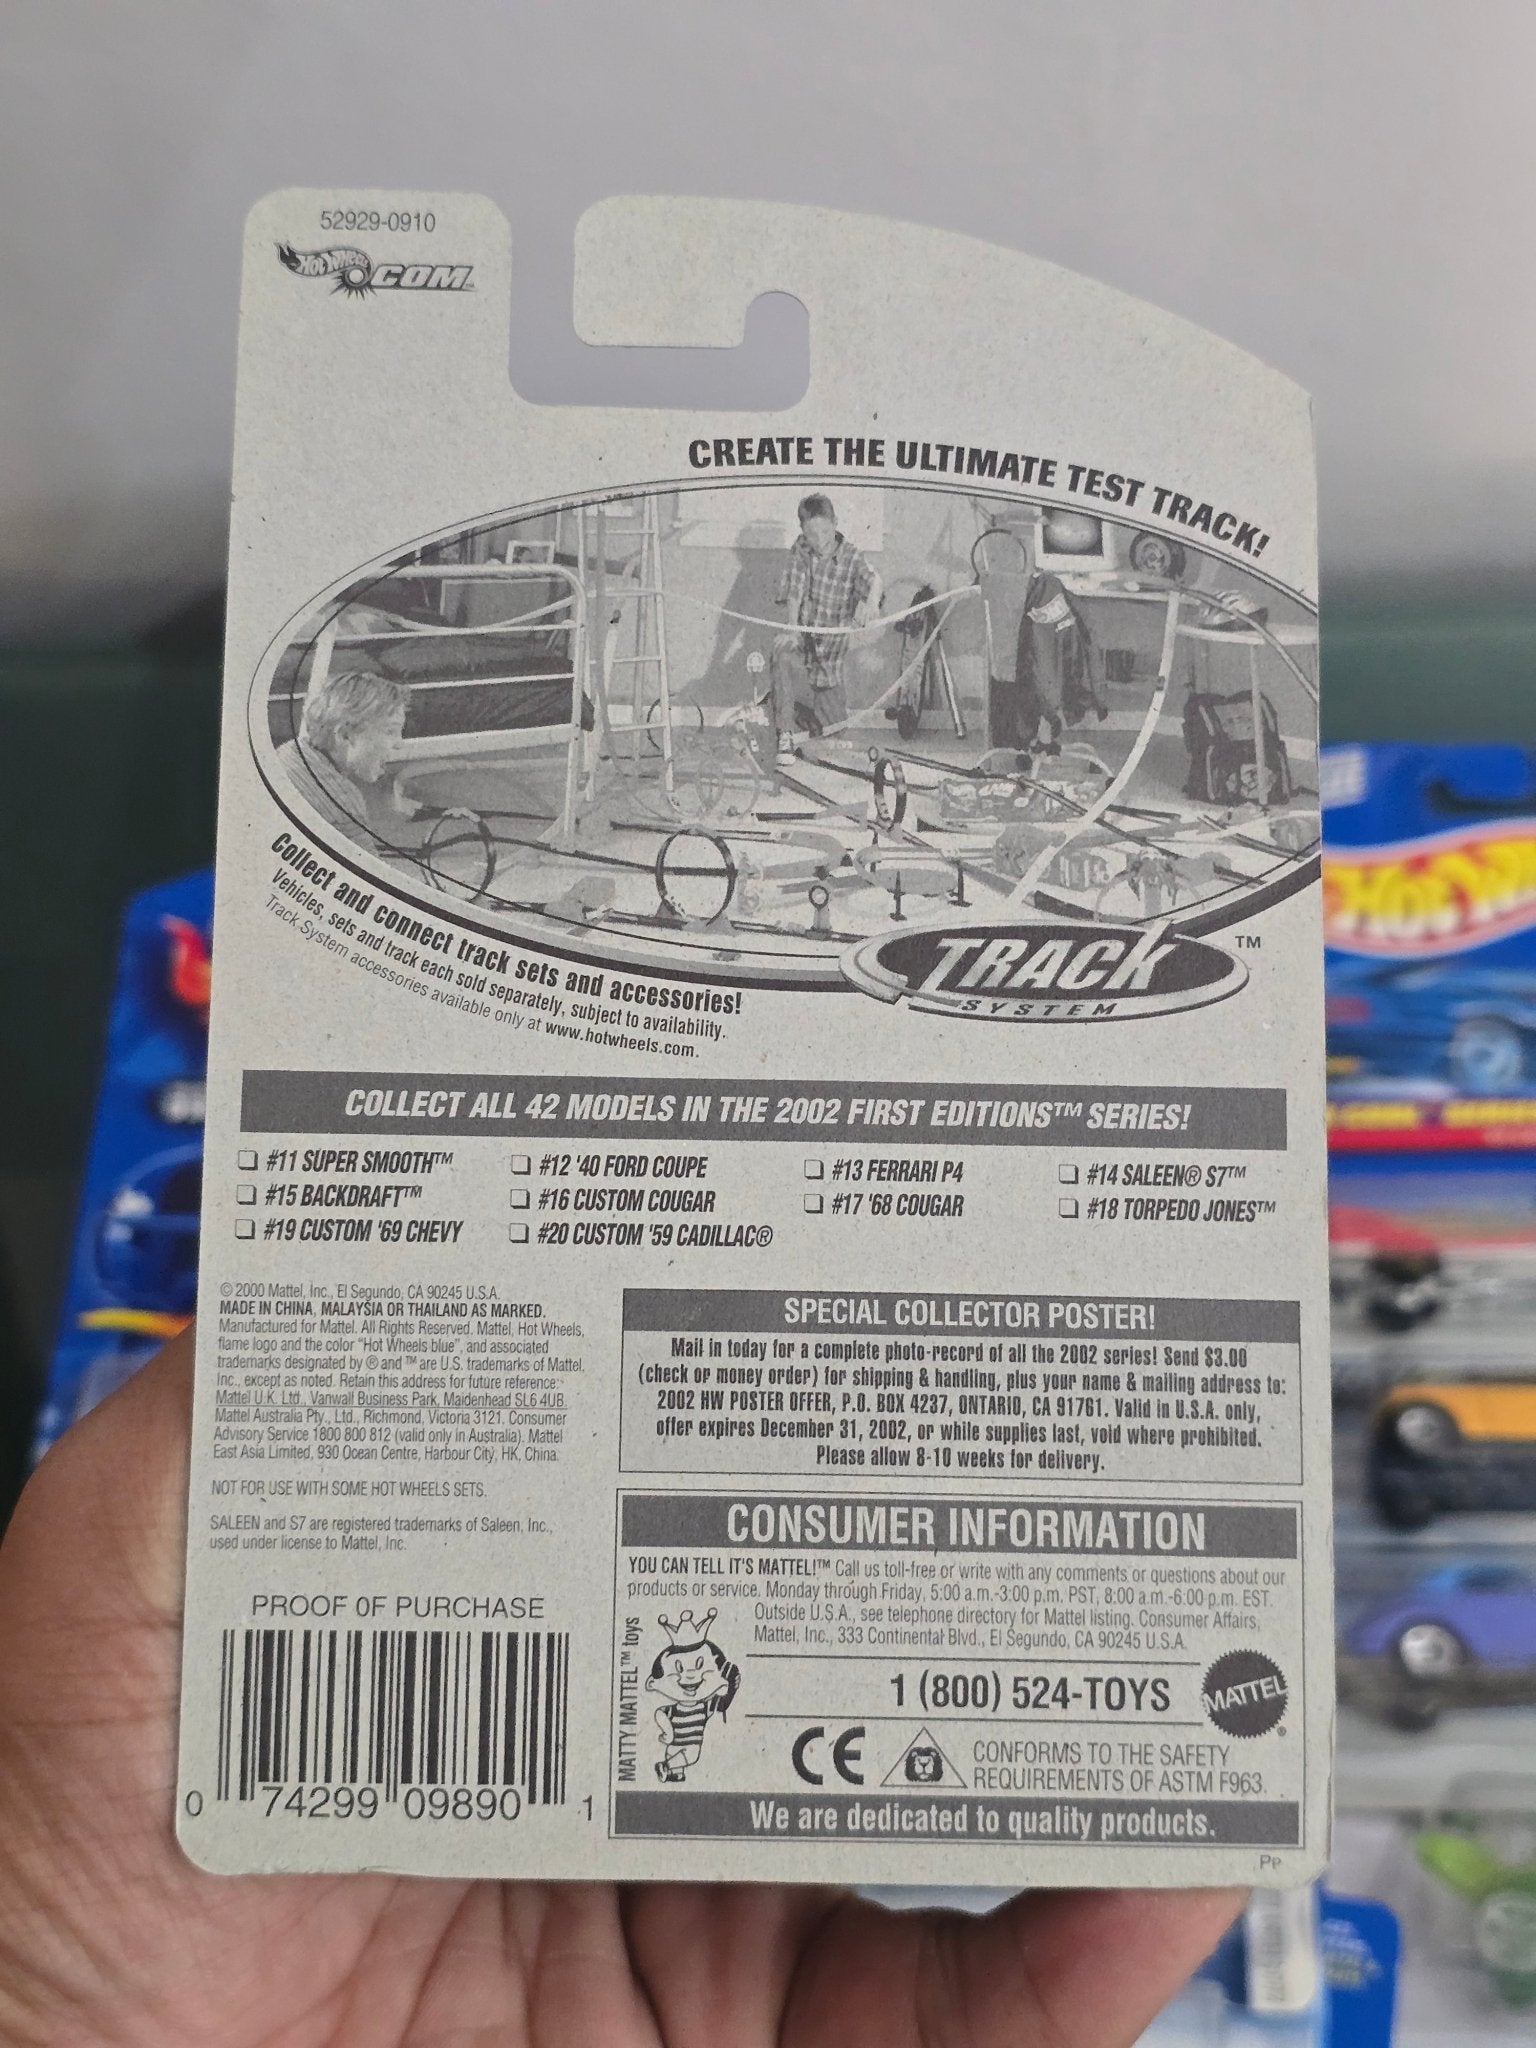 52929-0910
Hot Wheels .COM™
CREATE THE ULTIMATE TEST TRACK!
Collect and connect track sets and accessories!
Vehicles, sets and track each sold separately, subject to availability.
Track System accessories available only at www.hotwheels.com.
TRACK ™
SYSTEM
COLLECT ALL 42 MODELS IN THE 2002 FIRST EDITIONS™ SERIES!
#11 SUPER SMOOTH™ #12 '40 FORD COUPE #13 FERRARI P4 #14 SALEEN® S7™
#15 BACKDRAFT™ #16 CUSTOM COUGAR #17 '68 COUGAR #18 TORPEDO JONES™
#19 CUSTOM '69 CHEVY #20 CUSTOM '59 CADILLAC®
© 2000 Mattel, Inc., El Segundo, CA 90245 U.S.A.
MADE IN CHINA, MALAYSIA OR THAILAND AS MARKED.
Manufactured for Mattel. All Rights Reserved. Mattel, Hot Wheels,
flame logo and the color "Hot Wheels blue", and associated
trademarks designated by ® and ™ are U.S. trademarks of Mattel,
Inc., except as noted. Retain this address for future reference:
Mattel U.K. Ltd., Vanwall Business Park, Maidenhead SL6 4UB.
Mattel Australia Pty., Ltd., Richmond, Victoria 3121. Consumer
Advisory Service 1800 800 812 (valid only in Australia). Mattel
East Asia Limited, 930 Ocean Centre, Harbour City, HK, China.
NOT FOR USE WITH SOME HOT WHEELS SETS.
SALEEN and S7 are registered trademarks of Saleen, Inc.,
used under license to Mattel, Inc.
PROOF OF PURCHASE
0 74299 09890 1
SPECIAL COLLECTOR POSTER!
Mail in today for a complete photo-record of all the 2002 series! Send $3.00
(check or money order) for shipping & handling, plus your name & mailing address to:
2002 HW POSTER OFFER, P.O. BOX 4237, ONTARIO, CA 91761. Valid in U.S.A. only,
offer expires December 31, 2002, or while supplies last, void where prohibited.
Please allow 8-10 weeks for delivery.
CONSUMER INFORMATION
YOU CAN TELL IT'S MATTEL!™ Call us toll-free or write with any comments or questions about our
products or service. Monday through Friday, 5:00 a.m.-3:00 p.m. PST, 8:00 a.m.-6:00 p.m. EST.
Outside U.S.A., see telephone directory for Mattel listing. Consumer Affairs,
Mattel, Inc., 333 Continental Blvd., El Segundo, CA 90245 U.S.A.
MATTY MATTEL™ toys
1 (800) 524-TOYS
MATTEL ®
CE
CONFORMS TO THE SAFETY
REQUIREMENTS OF ASTM F963.
We are dedicated to quality products.
PP